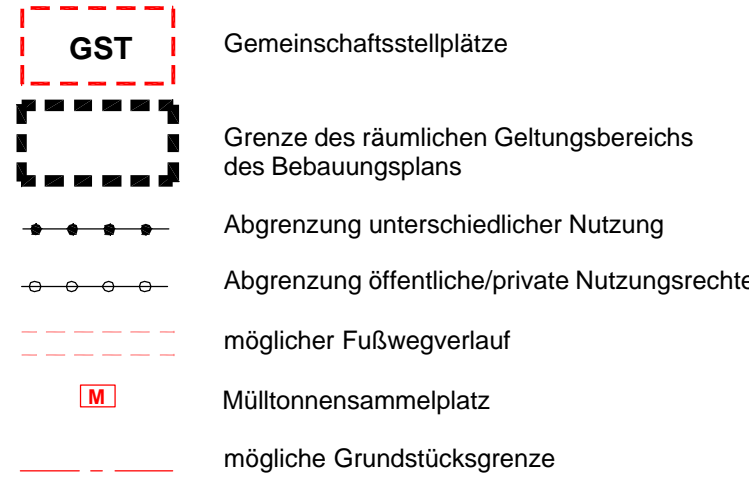 GST Gemeinschaftsstellplätze
Grenze des räumlichen Geltungsbereichs
des Bebauungsplans
Abgrenzung unterschiedlicher Nutzung
Abgrenzung öffentliche/private Nutzungsrechte
möglicher Fußwegverlauf
M Mülltonnensammelplatz
mögliche Grundstücksgrenze